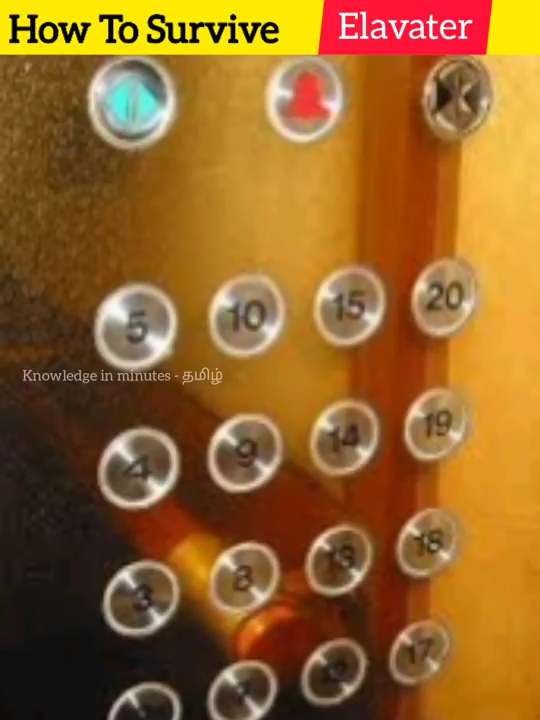 How To Survive Elavater
5 10 15 20
Knowledge in minutes - தமிழ்
4 9 14 19
3 8 13 18
17